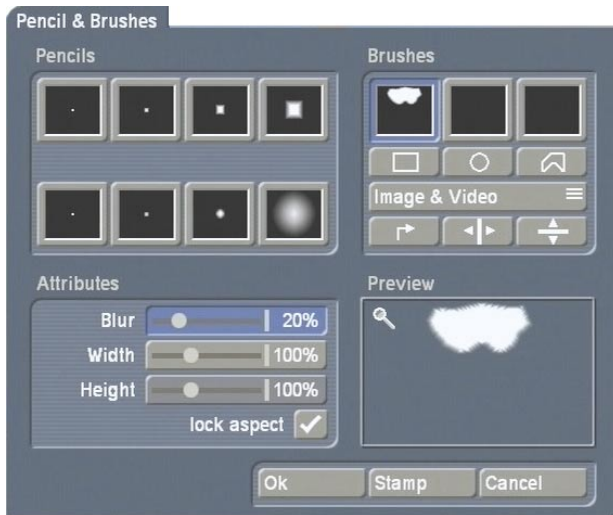 Pencil & Brushes
Pencils
Brushes
Image & Video
Attributes
Blur 20%
Width 100%
Height 100%
lock aspect
Preview
Ok Stamp Cancel